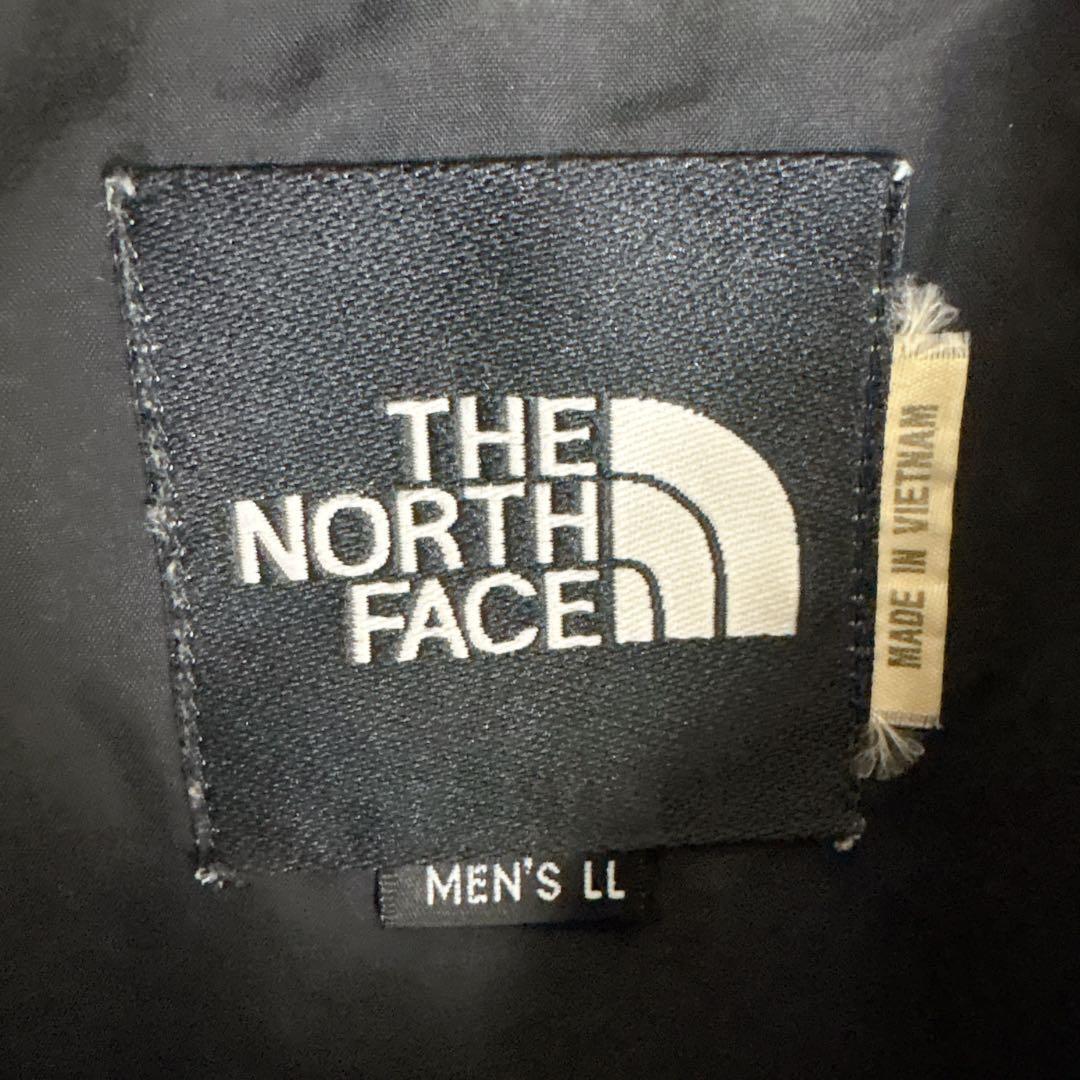 THE
NORTH
FACE
MADE IN VIETNAM
MEN'S LL